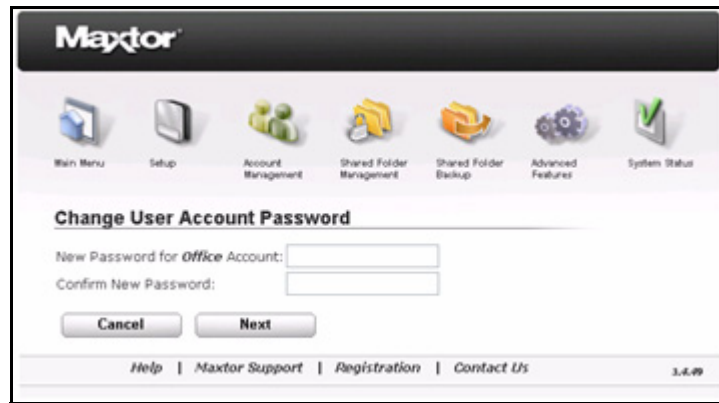 Maxtor
Main Menu
Setup
Account Management
Shared Folder Management
Shared Folder Backup
Advanced Features
System Status
Change User Account Password
New Password for Office Account:
Confirm New Password:
Cancel
Next
Help | Maxtor Support | Registration | Contact Us